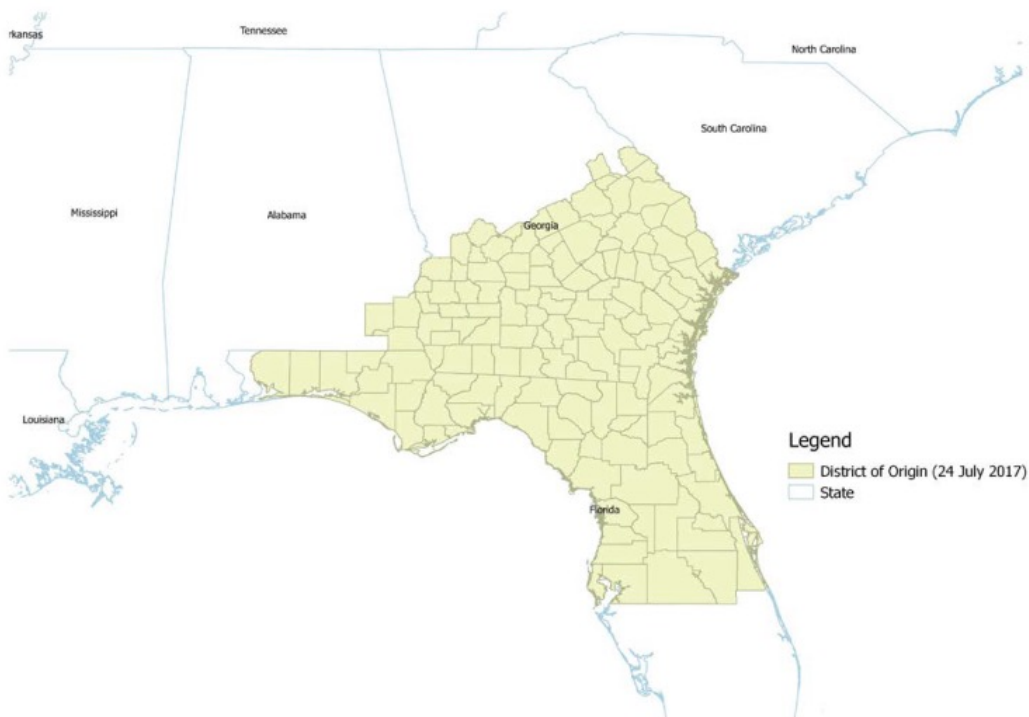 Tennessee
rkansas
North Carolina
South Carolina
Mississippi
Alabama
Georgia
Louisiana
Florida
Legend
District of Origin (24 July 2017)
State